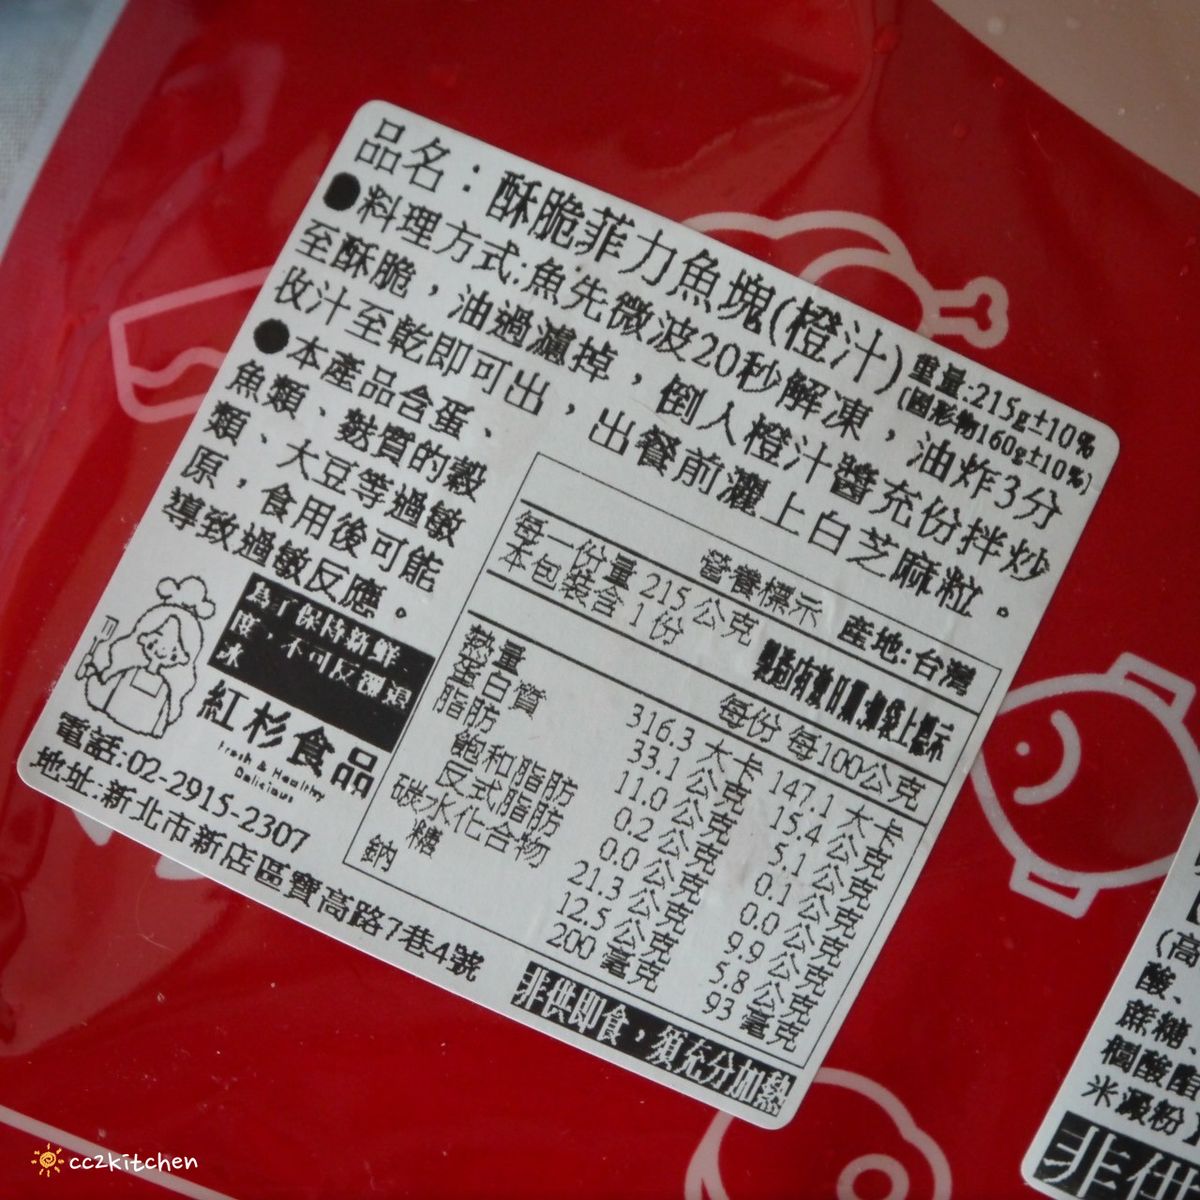 品名：酥脆菲力魚塊(橙汁) 重量:215g±10%
(固形物160g±10%)
●料理方式:魚先微波20秒解凍，油炸3分
至酥脆，油過濾掉，倒入橙汁醬充份拌炒
收汁至乾即可出，出餐前灑上白芝麻粒。
●本產品含蛋、
魚類、麩質的穀
類、大豆等過敏
原，食用後可能
導致過敏反應。
為了保持新鮮
度，不可反覆退
冰
紅杉食品
Fresh & Healthy
Delicious
電話:02-2915-2307
地址:新北市新店區寶高路7巷4號
營養標示 產地:台灣
每一份量 215 公克
本包裝含 1 份
每份 每100公克
熱量 316.3 大卡 147.1 大卡
蛋白質 33.1 公克 15.4 公克
脂肪 11.0 公克 5.1 公克
飽和脂肪 0.2 公克 0.1 公克
反式脂肪 0.0 公克 0.0 公克
碳水化合物 21.3 公克 9.9 公克
糖 12.5 公克 5.8 公克
鈉 200 毫克 93 毫克
非供即食，須充分加熱
(高
酸、
蔗糖、
檸酸酯
米澱粉
非供
cc2kitchen